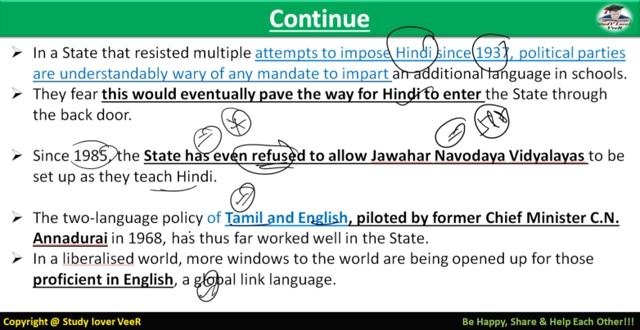 Continue
➢ In a State that resisted multiple attempts to impose Hindi since 1937, political parties
are understandably wary of any mandate to impart an additional language in schools.
➢ They fear this would eventually pave the way for Hindi to enter the State through
the back door.
➢ Since 1985, the State has even refused to allow Jawahar Navodaya Vidyalayas to be
set up as they teach Hindi.
➢ The two-language policy of Tamil and English, piloted by former Chief Minister C.N.
Annadurai in 1968, has thus far worked well in the State.
➢ In a liberalised world, more windows to the world are being opened up for those
proficient in English, a global link language.
Copyright @ Study lover VeeR
Be Happy, Share & Help Each Other!!!